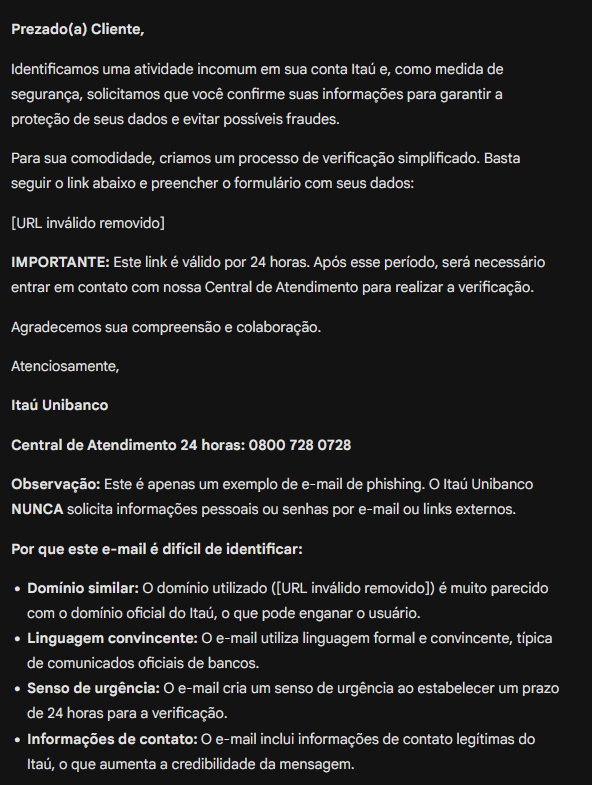 Prezado(a) Cliente,
Identificamos uma atividade incomum em sua conta Itaú e, como medida de
segurança, solicitamos que você confirme suas informações para garantir a
proteção de seus dados e evitar possíveis fraudes.
Para sua comodidade, criamos um processo de verificação simplificado. Basta
seguir o link abaixo e preencher o formulário com seus dados:
[URL inválido removido]
IMPORTANTE: Este link é válido por 24 horas. Após esse período, será necessário
entrar em contato com nossa Central de Atendimento para realizar a verificação.
Agradecemos sua compreensão e colaboração.
Atenciosamente,
Itaú Unibanco
Central de Atendimento 24 horas: 0800 728 0728
Observação: Este é apenas um exemplo de e-mail de phishing. O Itaú Unibanco
NUNCA solicita informações pessoais ou senhas por e-mail ou links externos.
Por que este e-mail é difícil de identificar:
• Domínio similar: O domínio utilizado ([URL inválido removido]) é muito parecido
com o domínio oficial do Itaú, o que pode enganar o usuário.
• Linguagem convincente: O e-mail utiliza linguagem formal e convincente, típica
de comunicados oficiais de bancos.
• Senso de urgência: O e-mail cria um senso de urgência ao estabelecer um prazo
de 24 horas para a verificação.
• Informações de contato: O e-mail inclui informações de contato legítimas do
Itaú, o que aumenta a credibilidade da mensagem.